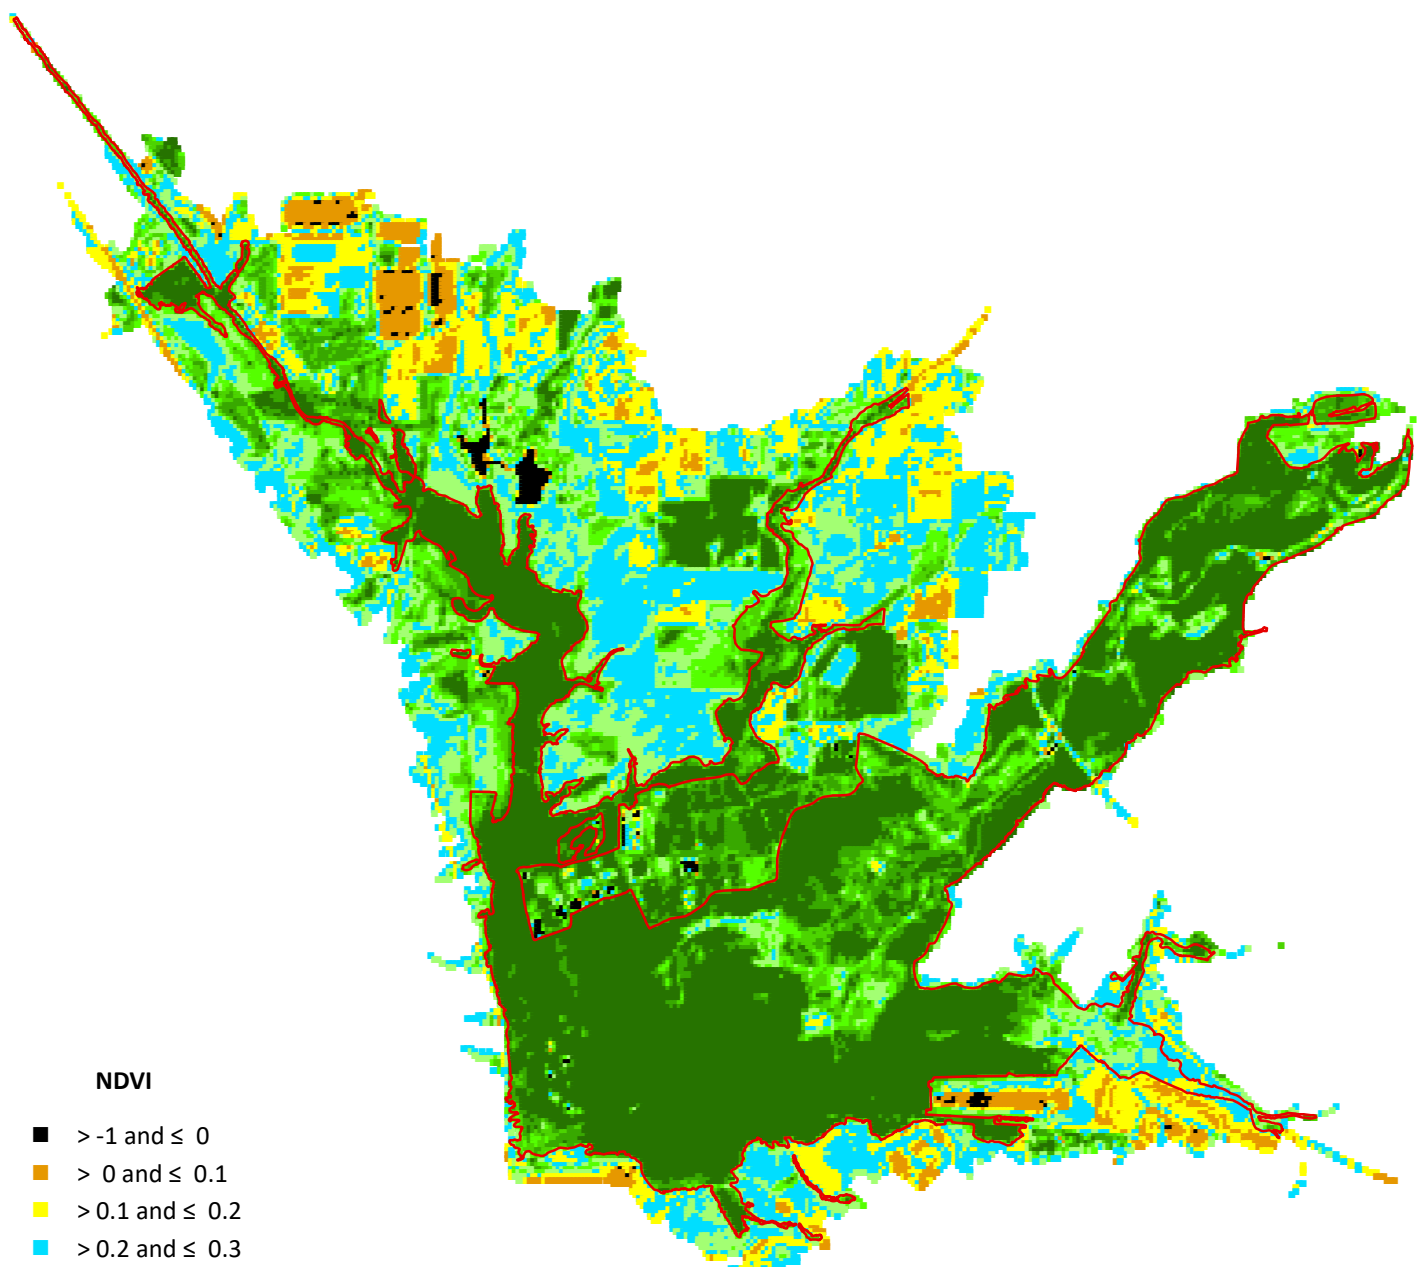 NDVI
> -1 and ≤ 0
> 0 and ≤ 0.1
> 0.1 and ≤ 0.2
> 0.2 and ≤ 0.3